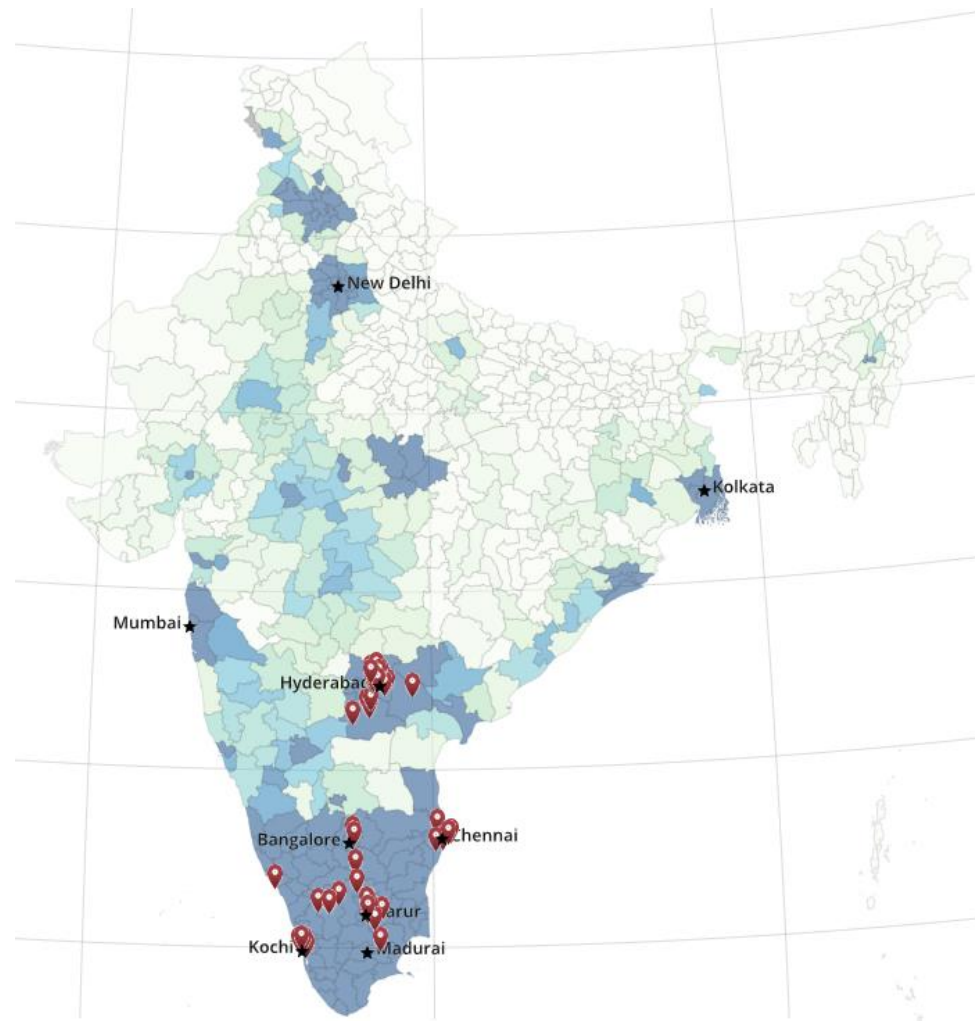 New Delhi
Kolkata
Mumbai
Hyderabad
Bangalore
Chennai
Karur
Kochi
Madurai